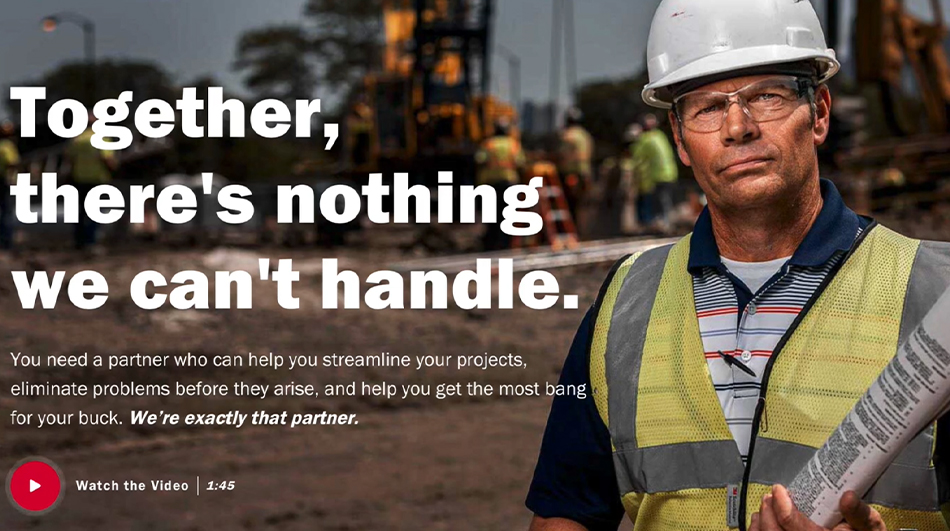 Together,
there's nothing
we can't handle.
You need a partner who can help you streamline your projects,
eliminate problems before they arise, and help you get the most bang
for your buck. We're exactly that partner.
Watch the Video | 1:45